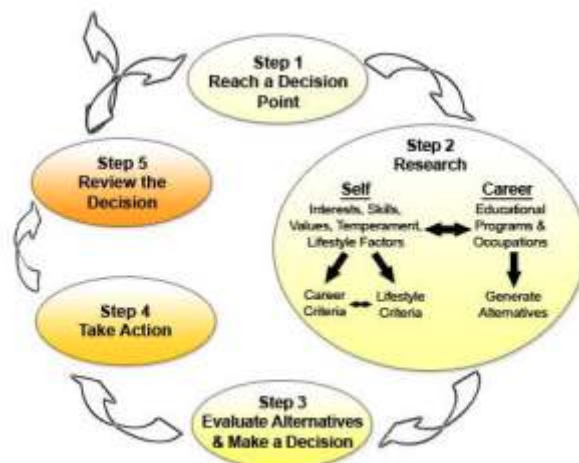 Step 1
Reach a Decision
Point
Step 2
Research
Self
Interests, Skills,
Values, Temperament,
Lifestyle Factors
Career
Educational
Programs &
Occupations
Career
Criteria
Lifestyle
Criteria
Generate
Alternatives
Step 3
Evaluate Alternatives
& Make a Decision
Step 4
Take Action
Step 5
Review the
Decision